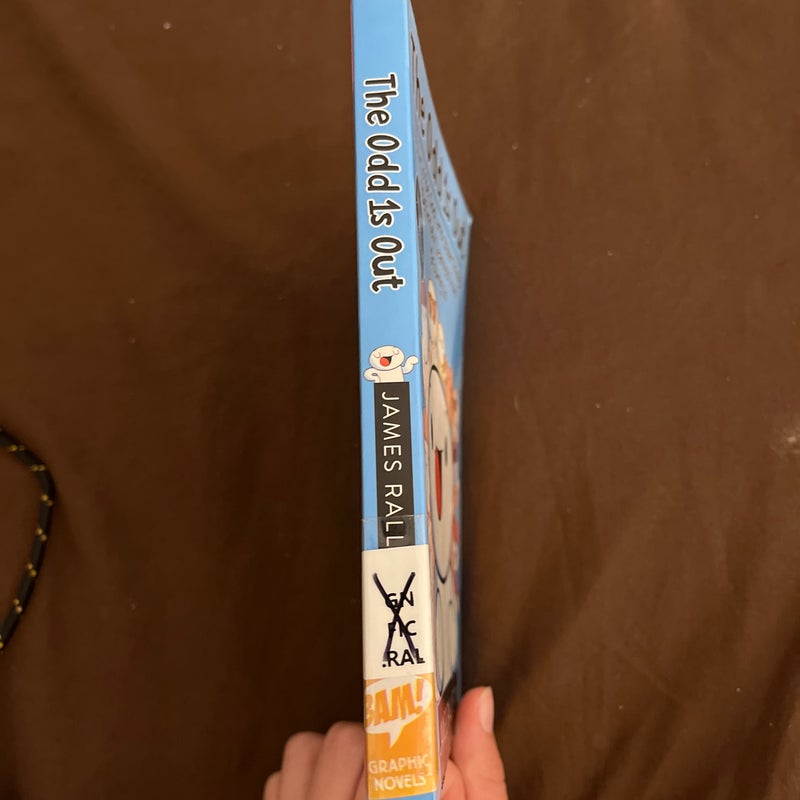 The Odd 1s Out
JAMES RALL
GN
FIC
.RAL
BAM!
GRAPHIC
NOVELS